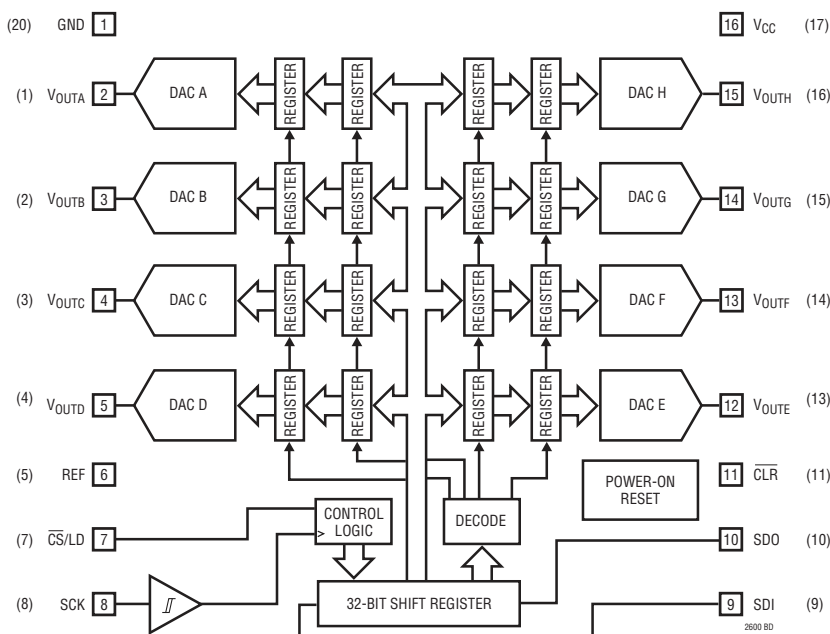 (20) GND 1
16 VCC (17)
(1) VOUTA 2 DAC A REGISTER REGISTER REGISTER REGISTER DAC H 15 VOUTH (16)
(2) VOUTB 3 DAC B REGISTER REGISTER REGISTER REGISTER DAC G 14 VOUTG (15)
(3) VOUTC 4 DAC C REGISTER REGISTER REGISTER REGISTER DAC F 13 VOUTF (14)
(4) VOUTD 5 DAC D REGISTER REGISTER REGISTER REGISTER DAC E 12 VOUTE (13)
(5) REF 6
POWER-ON
RESET
11 CLR (11)
(7) CS/LD 7
CONTROL
LOGIC
>
DECODE
10 SDO (10)
(8) SCK 8
32-BIT SHIFT REGISTER
9 SDI (9)
2600 BD